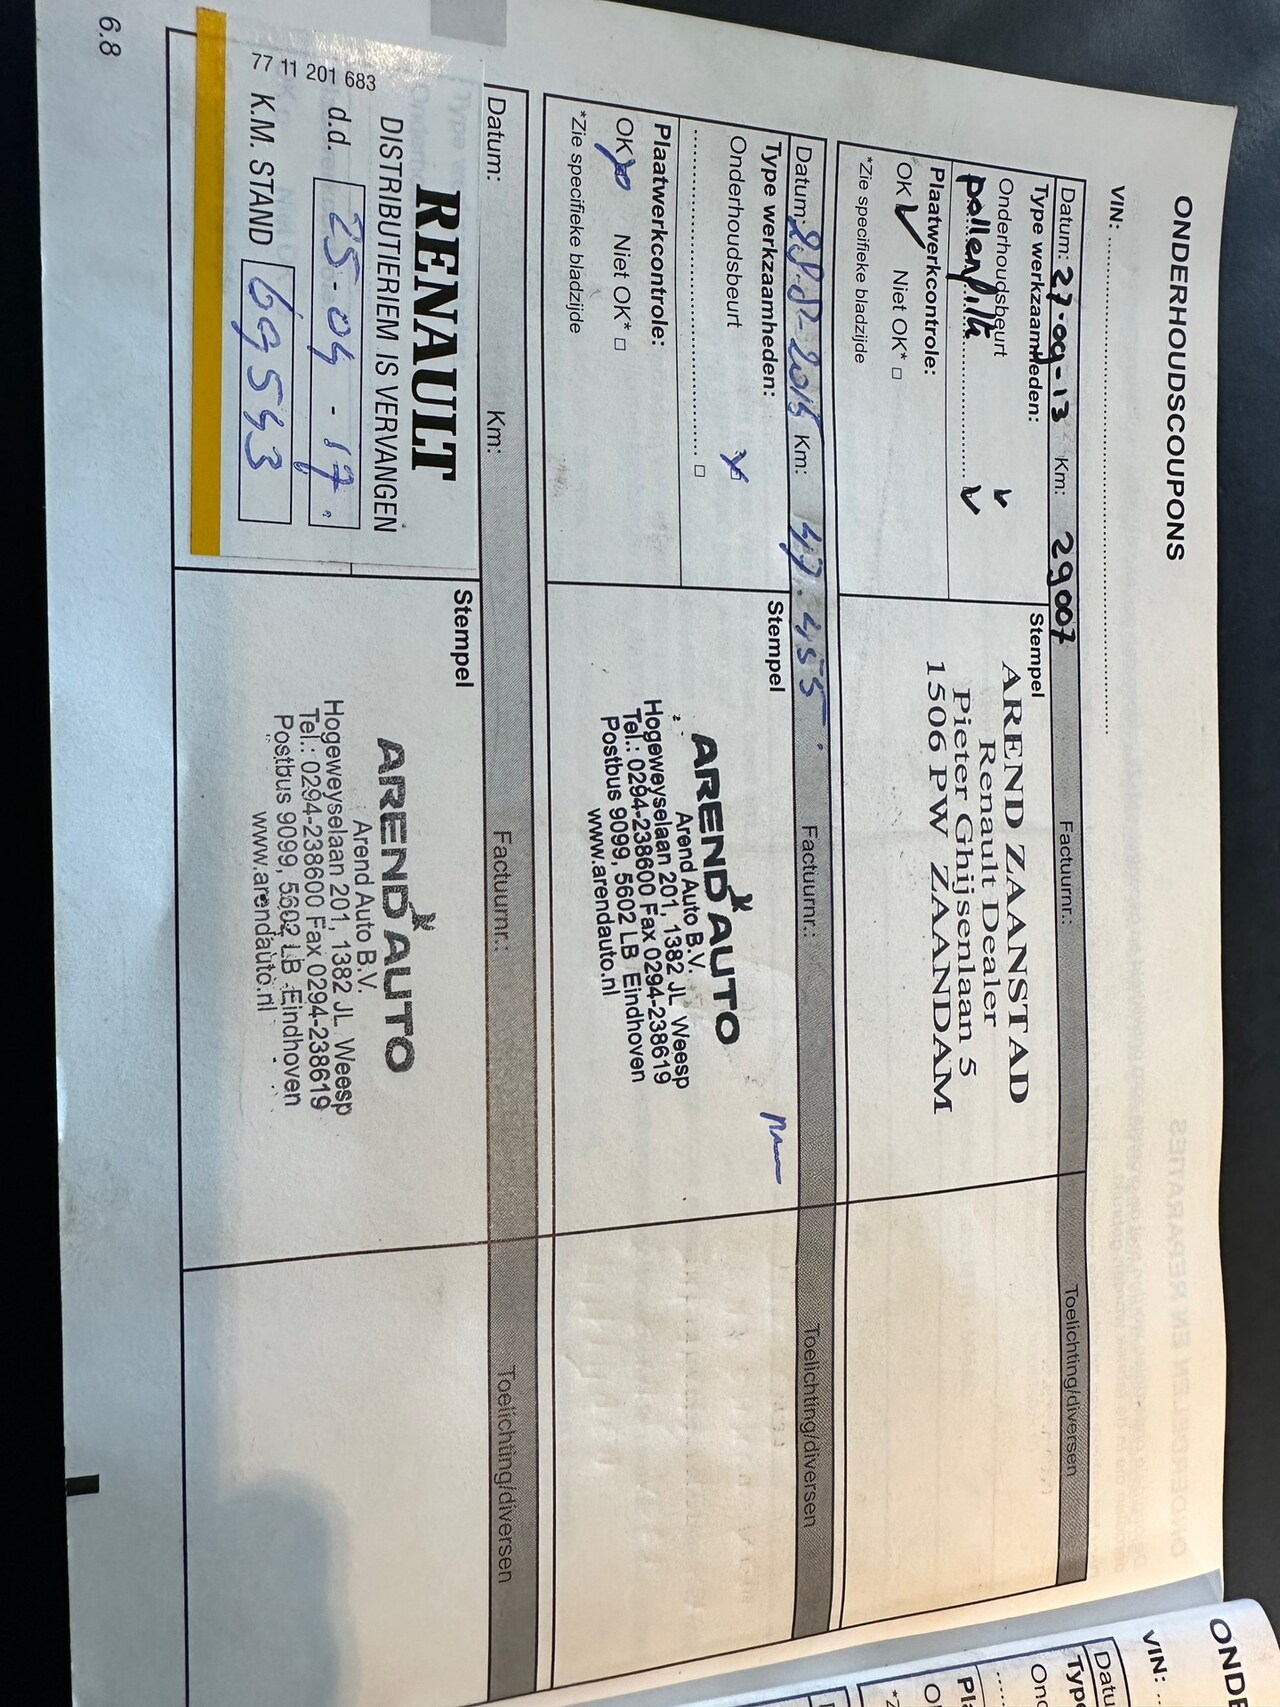 ONDERHOUDSCOUPONS
VIN:
Datum: 27-09-13 Km: 29007 Factuurnr.: Toelichting/diversen
Type werkzaamheden:
Onderhoudsbeurt
pollenfilter
Plaatwerkcontrole:
OK Niet OK*
*Zie specifieke bladzijde
Stempel
AREND ZAANSTAD
Renault Dealer
Pieter Ghijsenlaan 5
1506 PW ZAANDAM
Datum: Km: Factuurnr.: Toelichting/diversen
Type werkzaamheden:
Onderhoudsbeurt
Plaatwerkcontrole:
OK Niet OK*
*Zie specifieke bladzijde
Stempel
AREND AUTO
Arend Auto B.V.
Hogeweyselaan 201, 1382 JL Weesp
Tel.: 0294-238600 Fax 0294-238619
Postbus 9099, 5602 LB Eindhoven
www.arendauto.nl
Datum: Km: Factuurnr.: Toelichting/diversen
RENAULT
DISTRIBUTIERIEM IS VERVANGEN
d.d. 25-04-17.
K.M. STAND 69543
77 11 201 683
Stempel
AREND AUTO
Arend Auto B.V.
Hogeweyselaan 201, 1382 JL Weesp
Tel.: 0294-238600 Fax 0294-238619
Postbus 9099, 5602 LB Eindhoven
www.arendauto.nl
6.8
ONDE
VIN:
Datu
Type
Ond
Pla